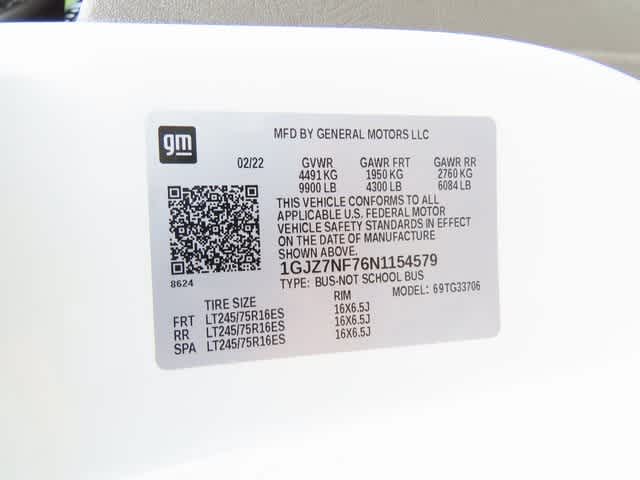 gm
MFD BY GENERAL MOTORS LLC
02/22 GVWR GAWR FRT GAWR RR
4491 KG 1950 KG 2760 KG
9900 LB 4300 LB 6084 LB
THIS VEHICLE CONFORMS TO ALL
APPLICABLE U.S. FEDERAL MOTOR
VEHICLE SAFETY STANDARDS IN EFFECT
ON THE DATE OF MANUFACTURE
SHOWN ABOVE.
1GJZ7NF76N1154579
8624
TYPE: BUS-NOT SCHOOL BUS
MODEL: 69TG33706
TIRE SIZE RIM
FRT LT245/75R16ES 16X6.5J
RR LT245/75R16ES 16X6.5J
SPA LT245/75R16ES 16X6.5J